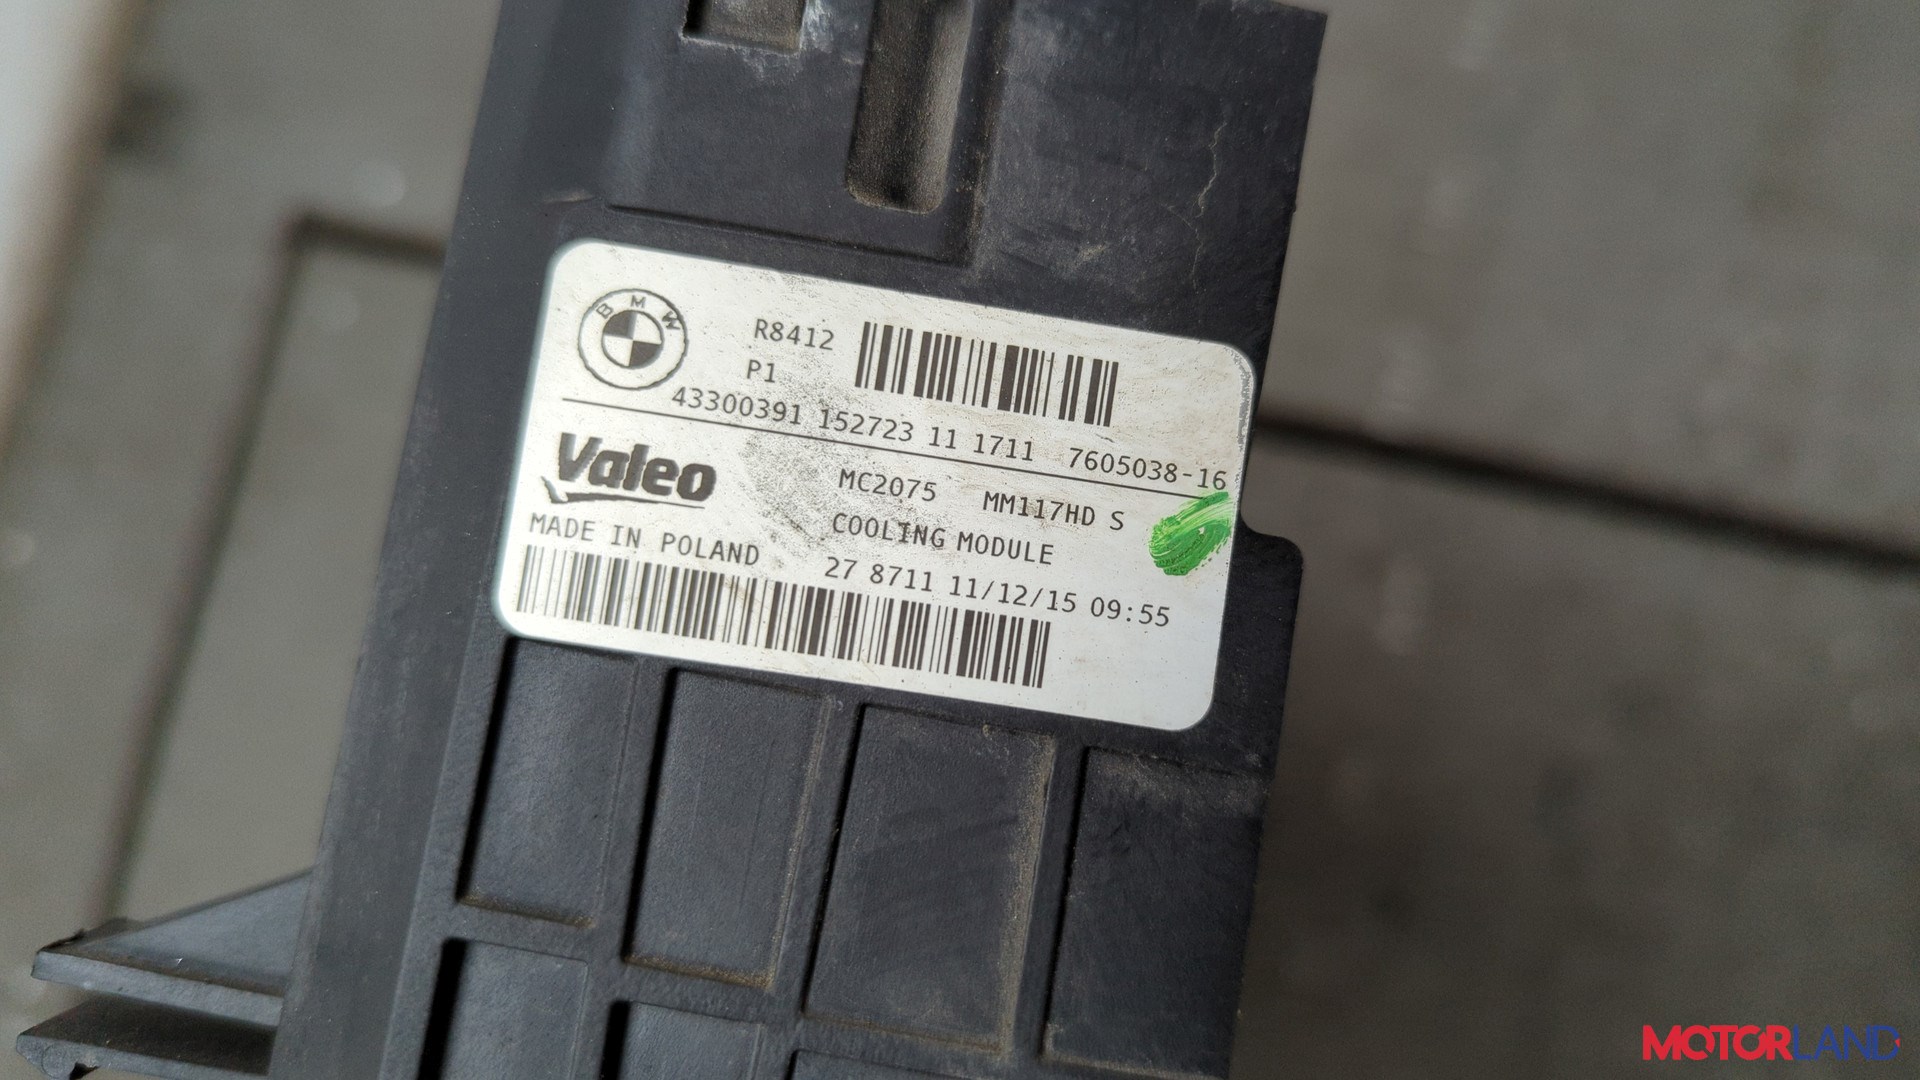 BMW
R8412
P1
43300391 152723 11 1711 7605038-16
Valeo
MC2075 MM117HD S
COOLING MODULE
MADE IN POLAND
27 8711 11/12/15 09:55
MOTORLAND